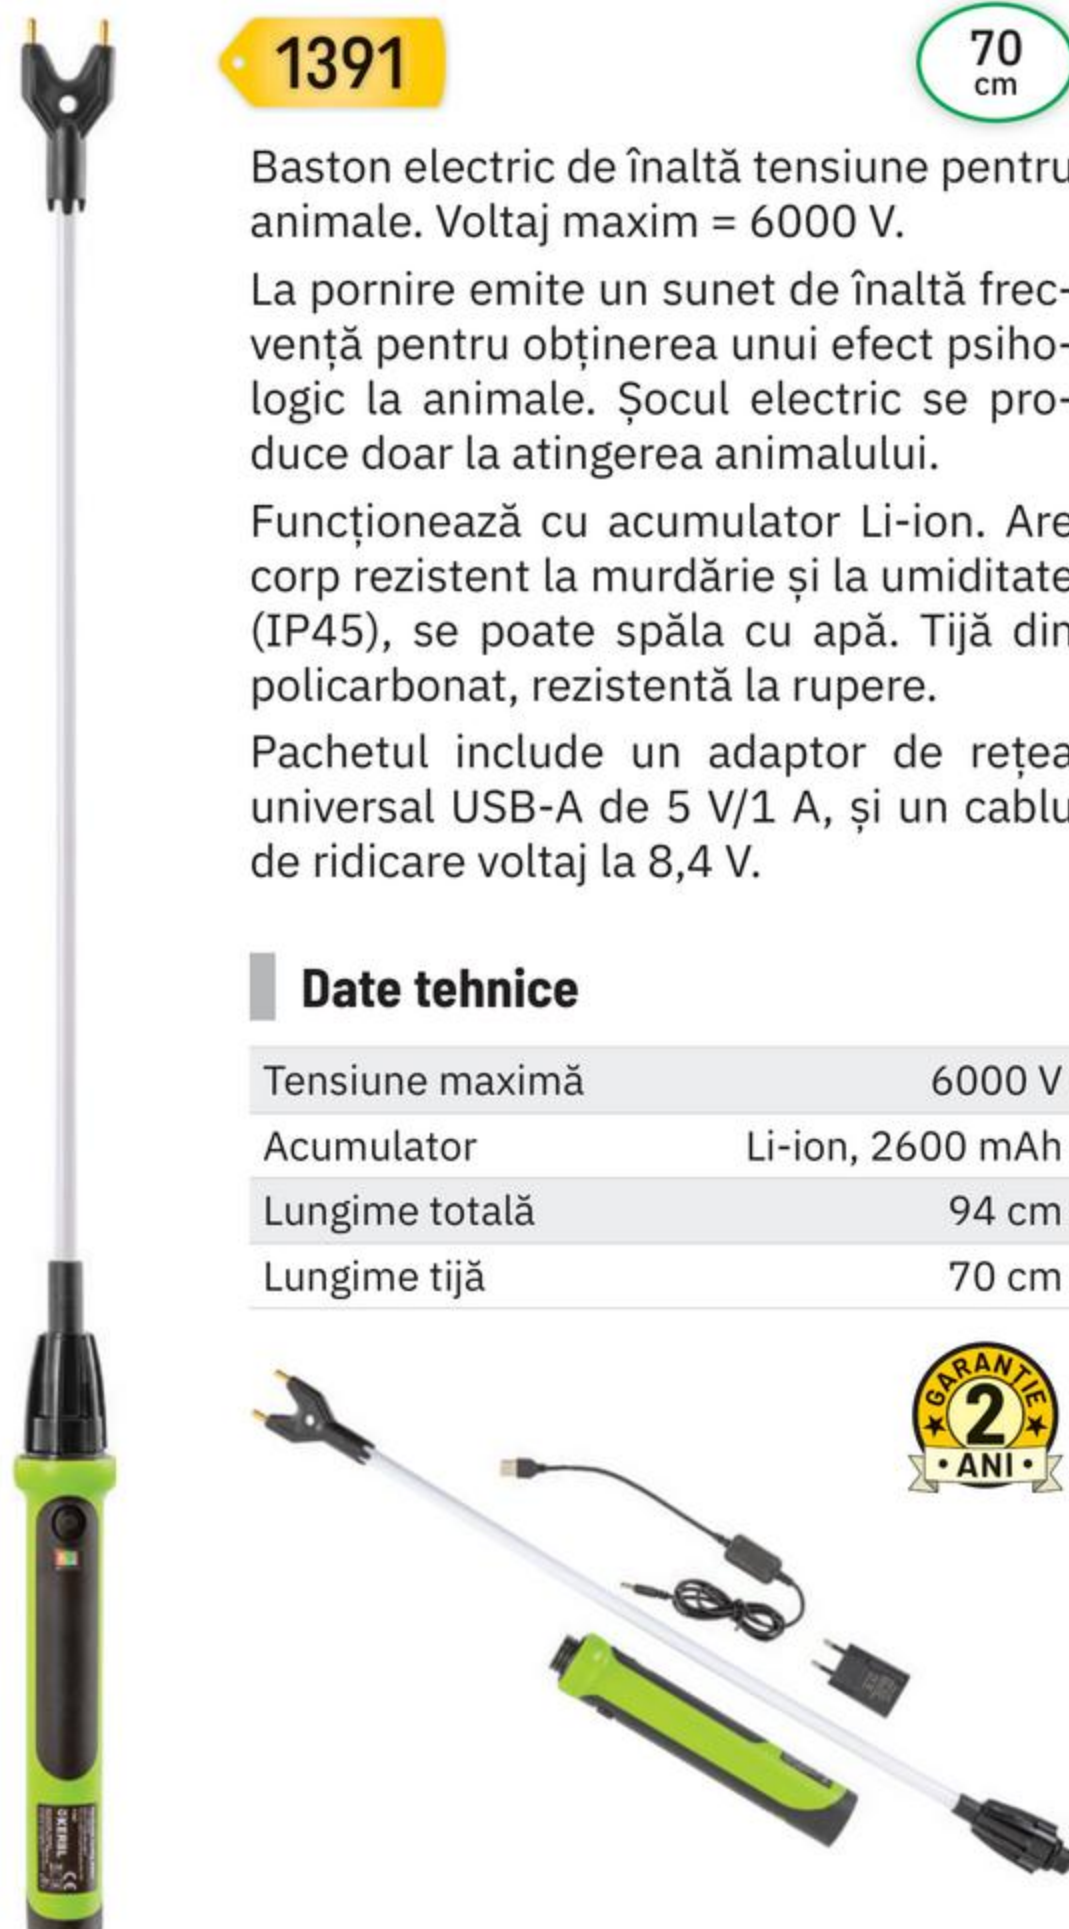 1391
70
cm
Baston electric de înaltă tensiune pentru
animale. Voltaj maxim = 6000 V.
La pornire emite un sunet de înaltă frec-
vență pentru obținerea unui efect psiho-
logic la animale. Șocul electric se pro-
duce doar la atingerea animalului.
Funcționează cu acumulator Li-ion. Are
corp rezistent la murdărie și la umiditate
(IP45), se poate spăla cu apă. Tijă din
policarbonat, rezistentă la rupere.
Pachetul include un adaptor de rețea
universal USB-A de 5 V/1 A, și un cablu
de ridicare voltaj la 8,4 V.
Date tehnice
Tensiune maximă 6000 V
Acumulator Li-ion, 2600 mAh
Lungime totală 94 cm
Lungime tijă 70 cm
GARANTIE
2
• ANI •
KERBL
CE